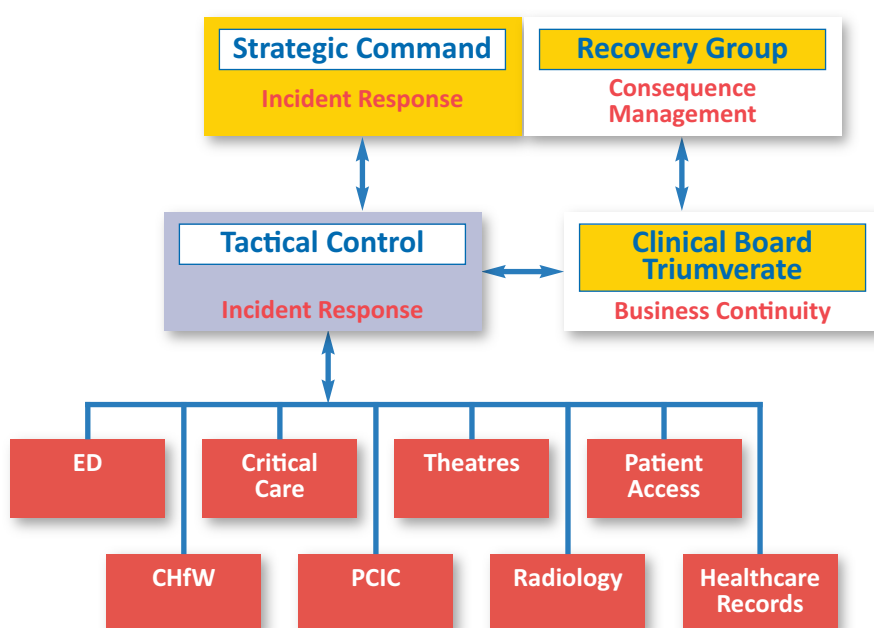 Strategic Command
Incident Response
Recovery Group
Consequence
Management
Tactical Control
Incident Response
Clinical Board
Triumverate
Business Continuity
ED
Critical
Care
Theatres
Patient
Access
CHfW
PCIC
Radiology
Healthcare
Records